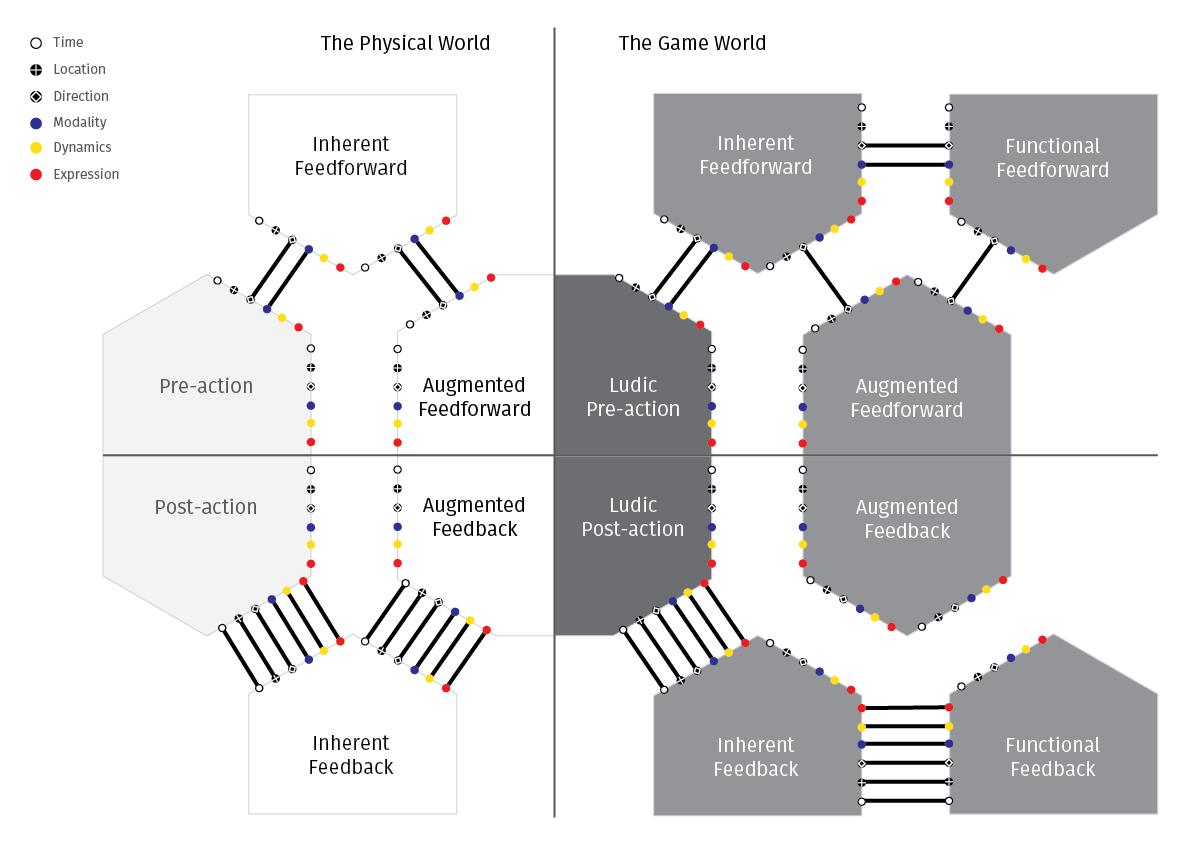 Time
Location
Direction
Modality
Dynamics
Expression
The Physical World
The Game World
Inherent
Feedforward
Inherent
Feedforward
Functional
Feedforward
Pre-action
Augmented
Feedforward
Ludic
Pre-action
Augmented
Feedforward
Post-action
Augmented
Feedback
Ludic
Post-action
Augmented
Feedback
Inherent
Feedback
Inherent
Feedback
Functional
Feedback